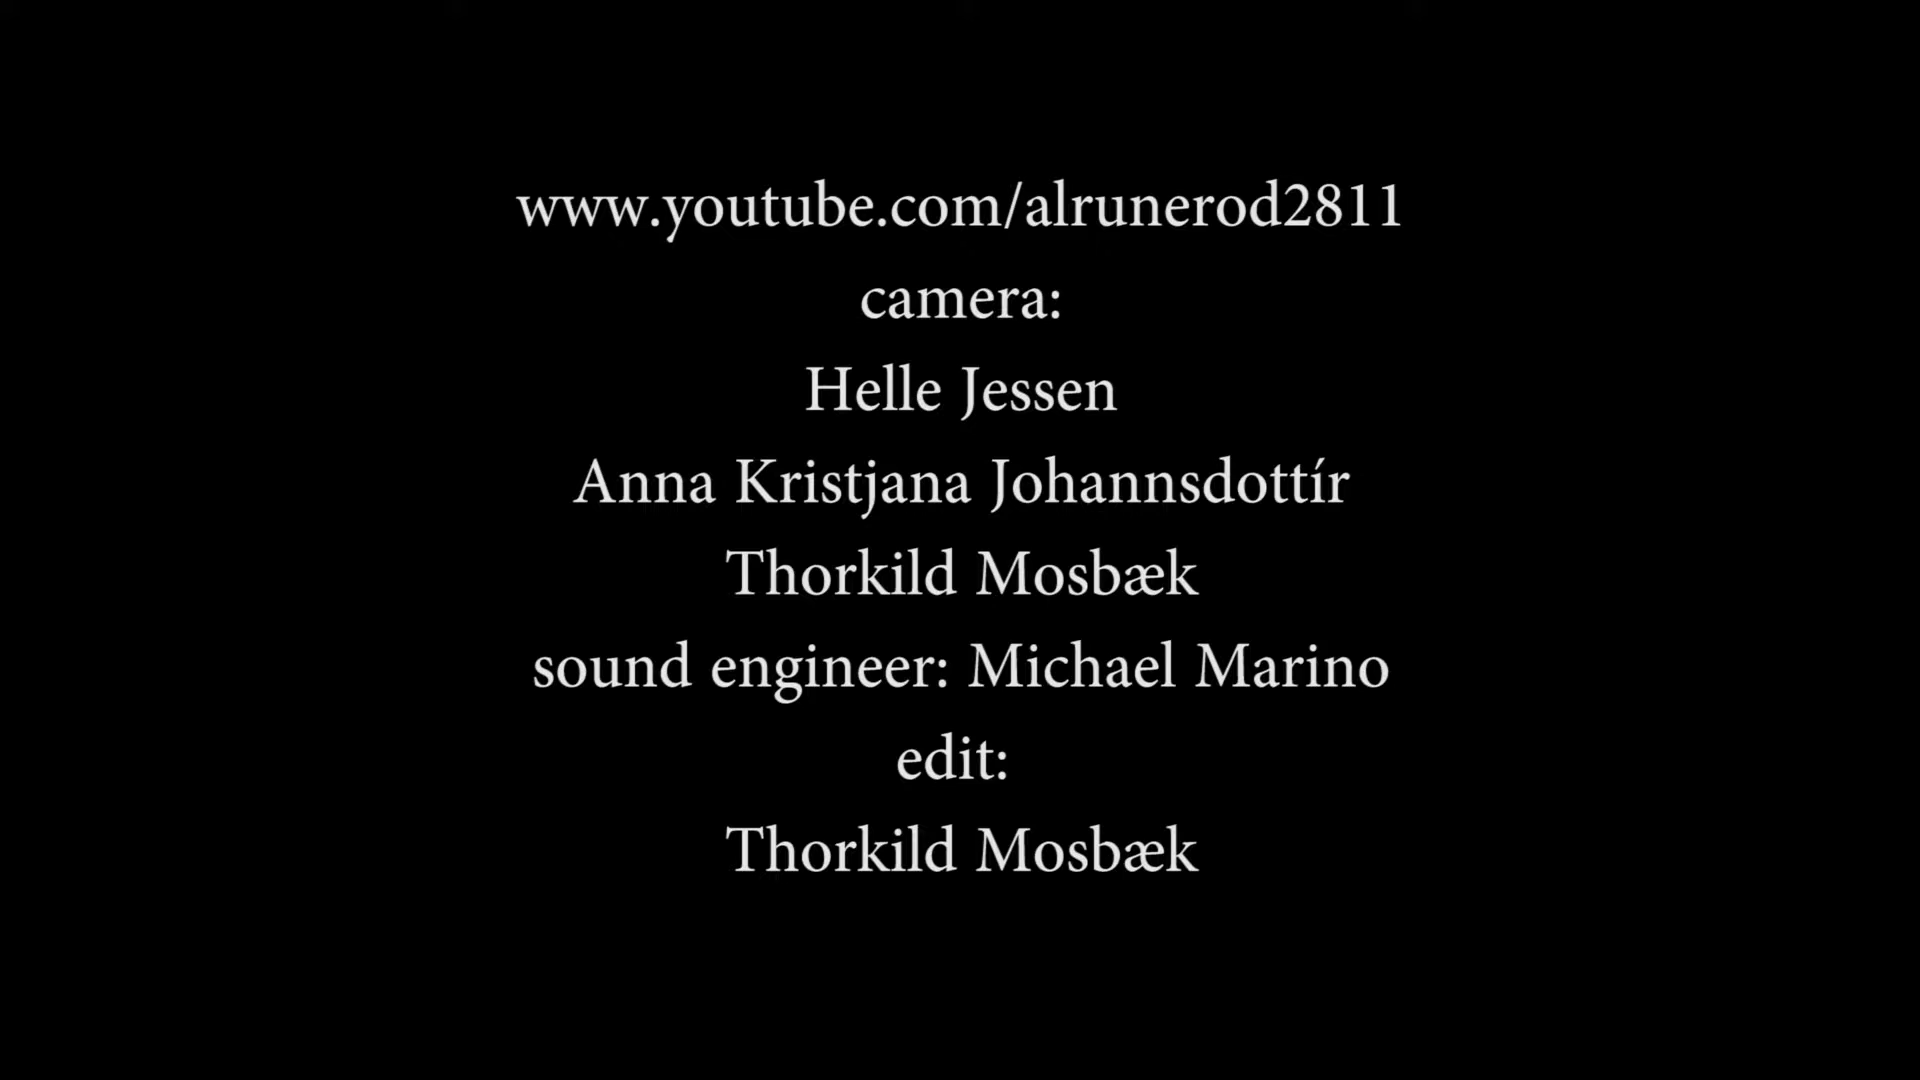 www.youtube.com/alrunerod2811
camera:
Helle Jessen
Anna Kristjana Johannsdottír
Thorkild Mosbæk
sound engineer: Michael Marino
edit:
Thorkild Mosbæk